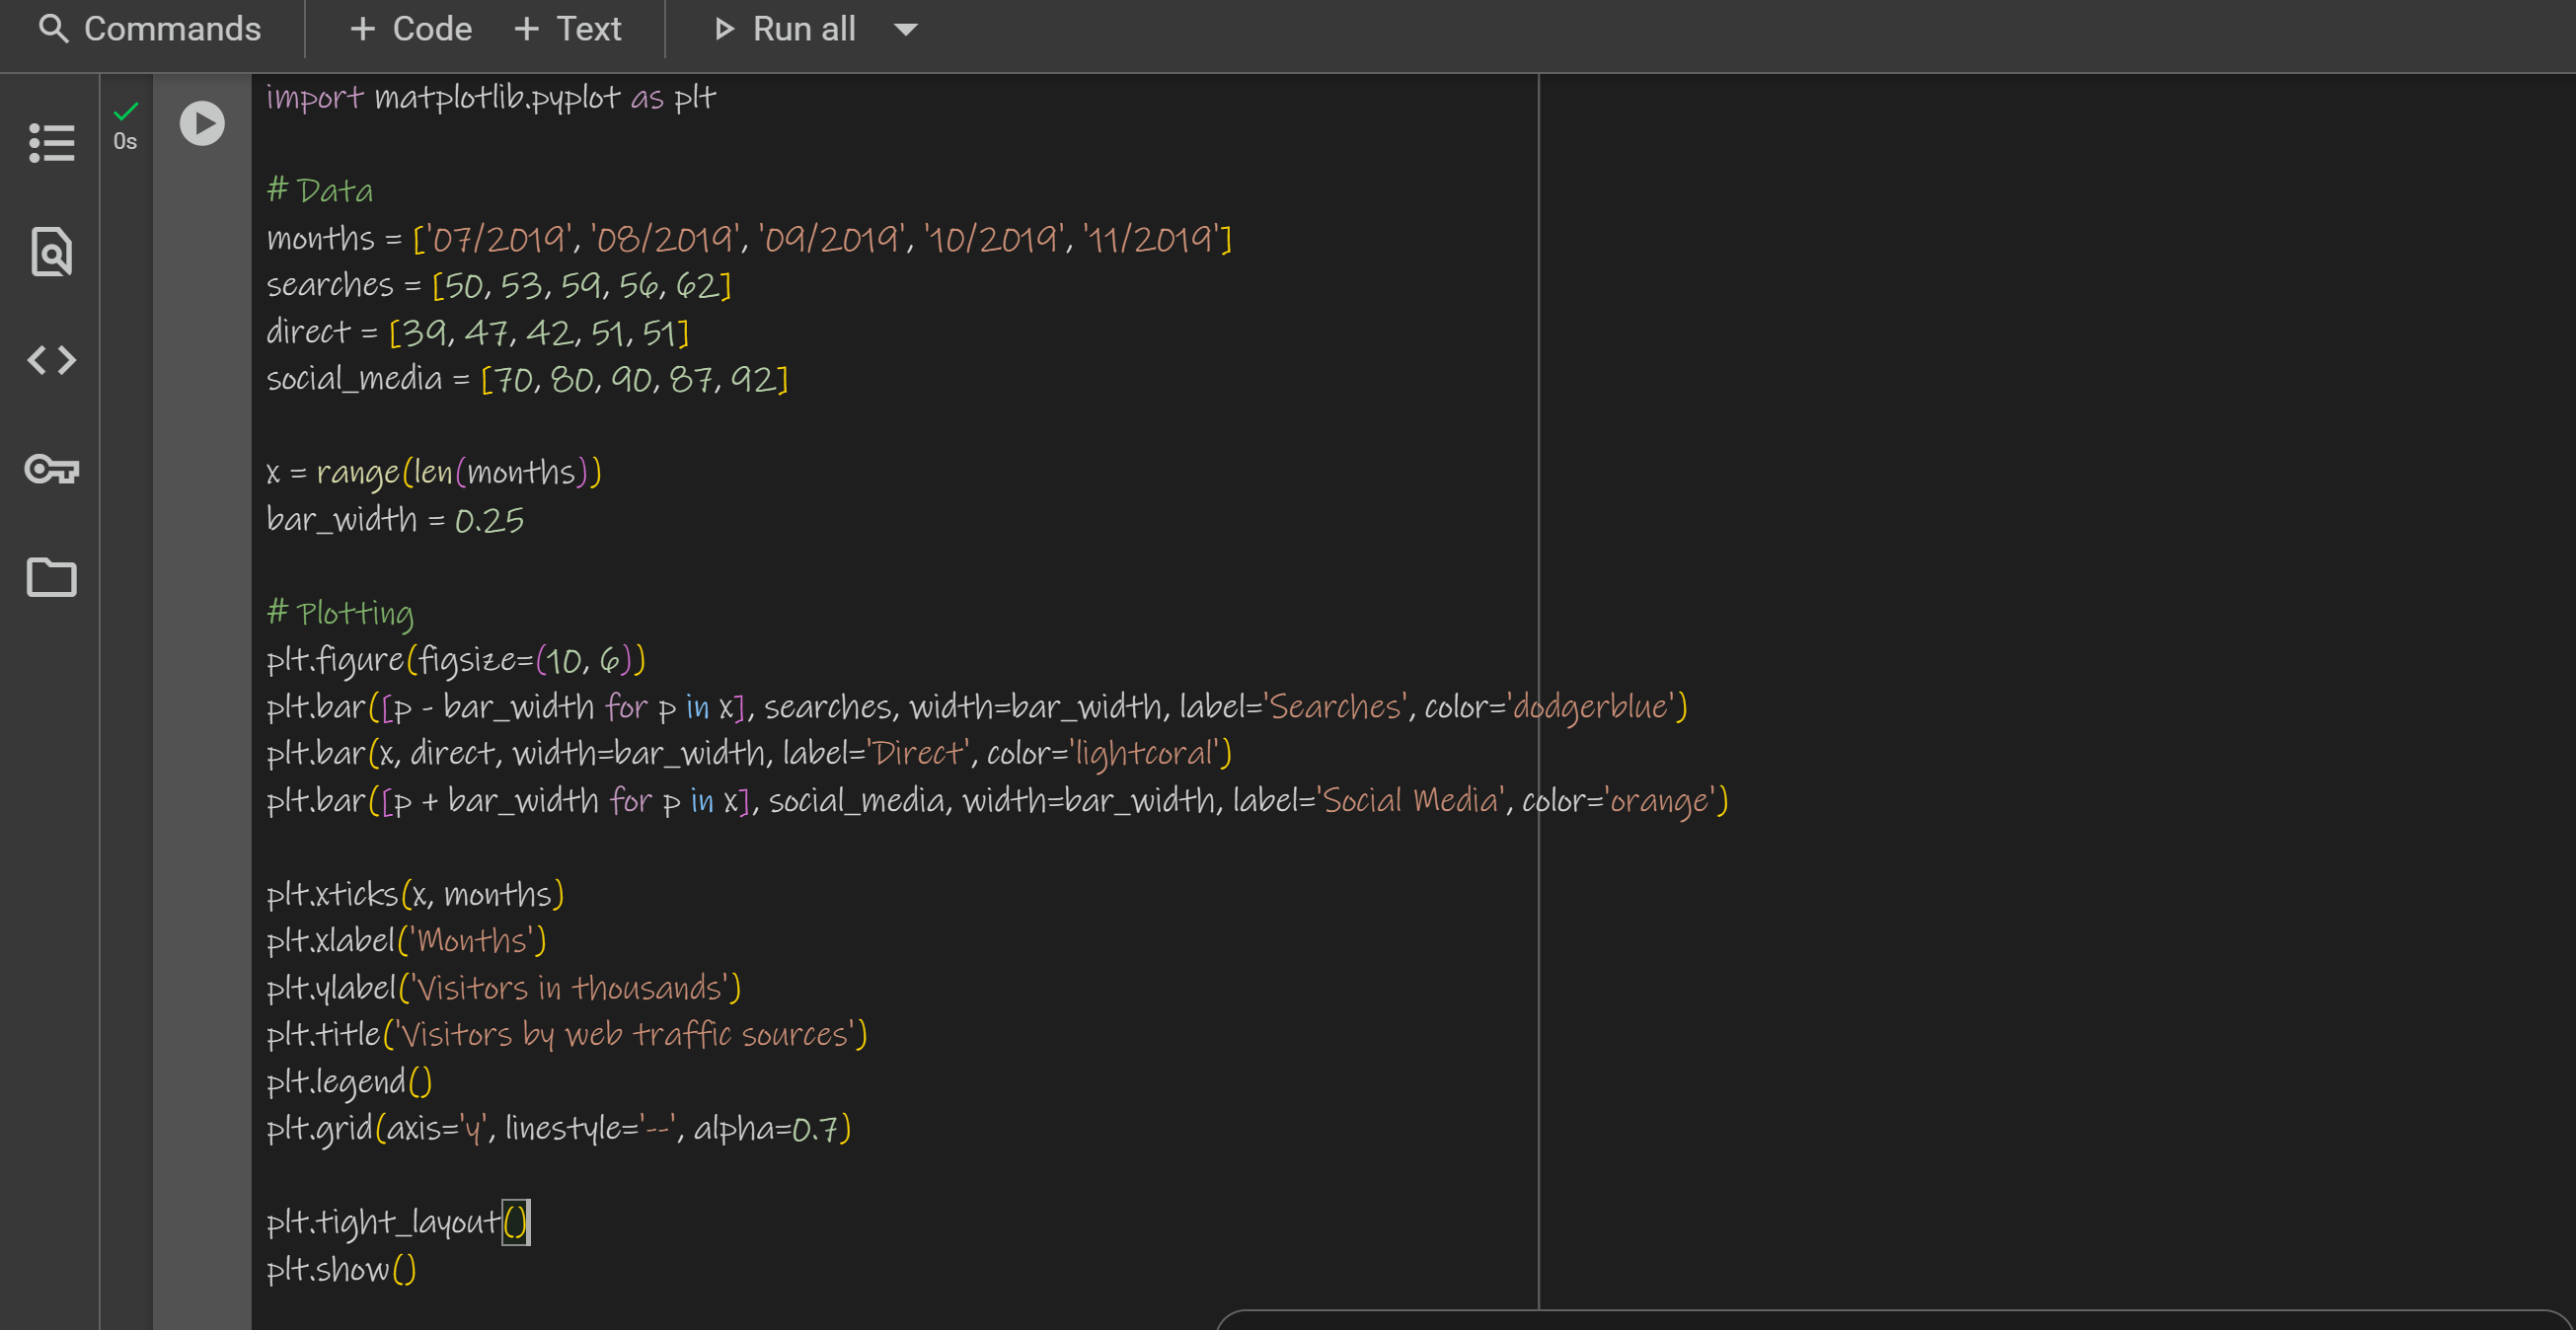 Commands + Code + Text Run all
0s
import matplotlib.pyplot as plt
# Data
months = ['07/2019', '08/2019', '09/2019', '10/2019', '11/2019']
searches = [50, 53, 59, 56, 62]
direct = [39, 47, 42, 51, 51]
social_media = [70, 80, 90, 87, 92]
x = range(len(months))
bar_width = 0.25
# Plotting
plt.figure(figsize=(10, 6))
plt.bar([p - bar_width for p in x], searches, width=bar_width, label='Searches', color='dodgerblue')
plt.bar(x, direct, width=bar_width, label='Direct', color='lightcoral')
plt.bar([p + bar_width for p in x], social_media, width=bar_width, label='Social Media', color='orange')
plt.xticks(x, months)
plt.xlabel('Months')
plt.ylabel('Visitors in thousands')
plt.title('Visitors by web traffic sources')
plt.legend()
plt.grid(axis='y', linestyle='--', alpha=0.7)
plt.tight_layout()
plt.show()